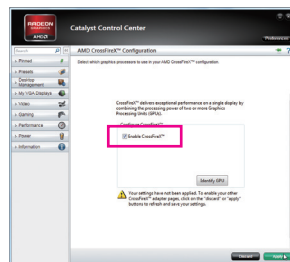 RADEON
GRAPHICS
AMD
Catalyst Control Center
Preferences
Search
AMD CrossFireX™ Configuration
Pinned
Select which graphics processors to use in your AMD CrossFireX™ configuration.
Presets
Desktop
Management
My VGA Displays
Video
Gaming
Performance
Power
Information
CrossFireX™ delivers exceptional performance on a single display by
combining the processing power of two or more Graphics
Processing Units (GPUs).
Configure CrossFireX™
Enable CrossFireX™
Identify GPU
Your settings have not been applied. To enable your other
CrossFireX™ adapter pages, click on the "discard" or "apply"
buttons to refresh and save your settings.
Discard
Apply